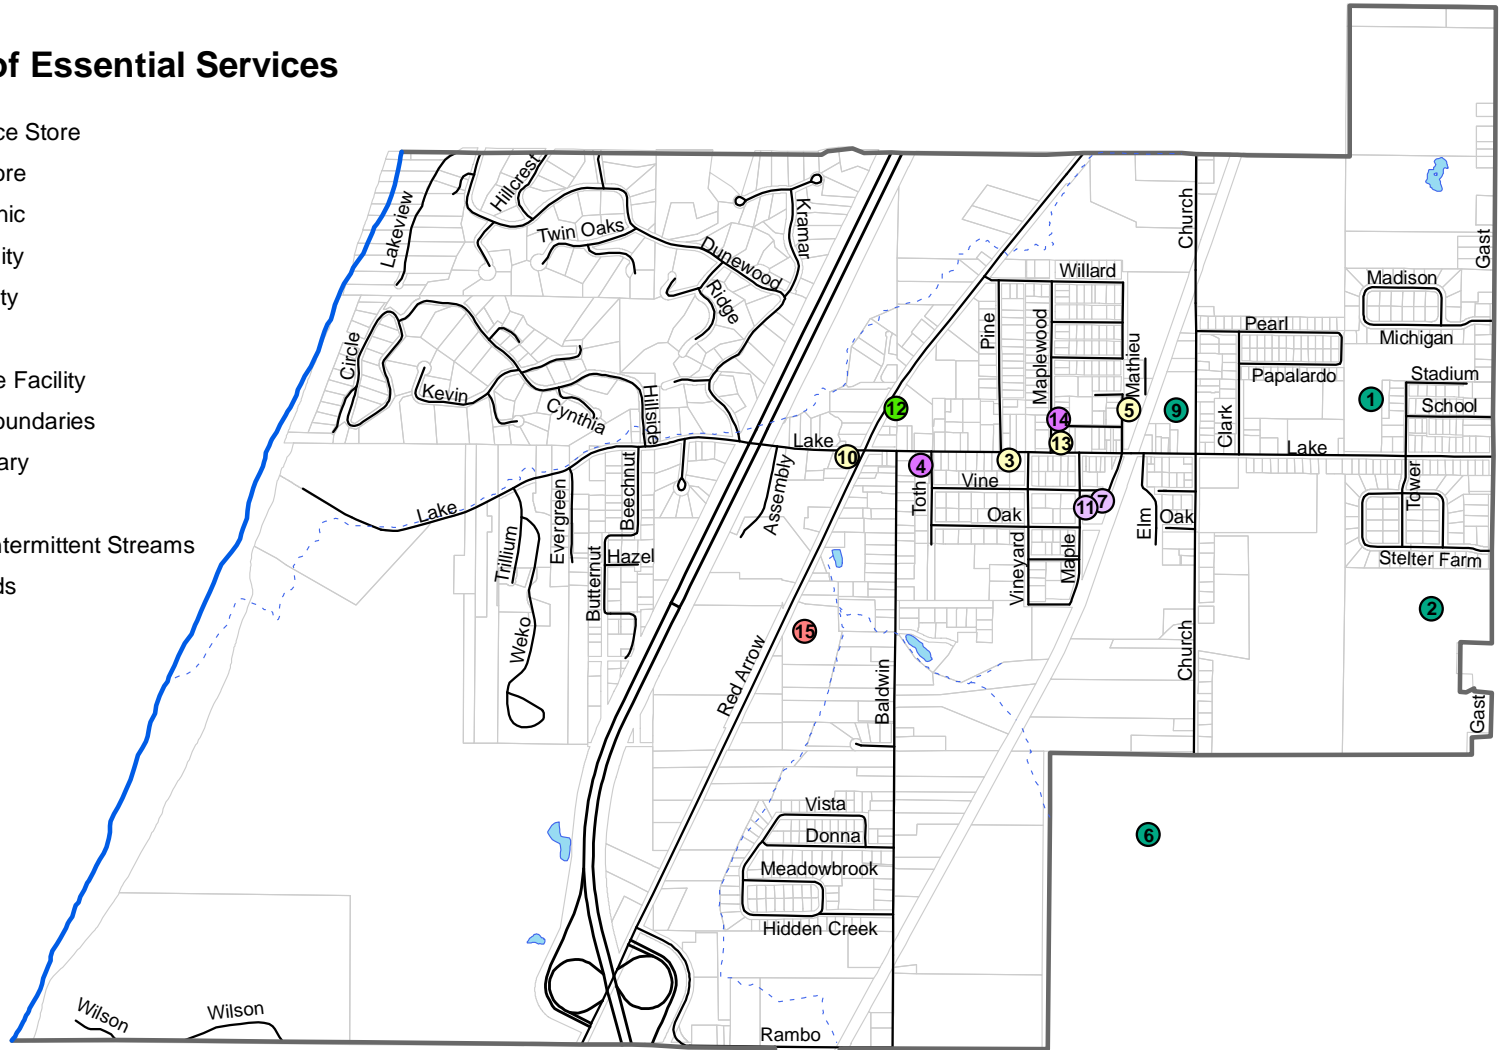 of Essential Services
ce Store
ore
nic
ity
ty
e Facility
oundaries
ary
ntermittent Streams
ds
Lakeview
Hillcrest
Twin Oaks
Dunewood
Kramar
Ridge
Circle
Kevin
Cynthia
Hillside
Lake
Lake
Trillium
Evergreen
Beechnut
Butternut
Hazel
Weko
Assembly
Red Arrow
Baldwin
Toth
Vine
Oak
Vineyard
Maple
Elm
Oak
Willard
Pine
Maplewood
Mathieu
Church
Church
Clark
Pearl
Papalardo
Lake
Madison
Michigan
Stadium
School
Tower
Stelter Farm
Gast
Gast
Vista
Donna
Meadowbrook
Hidden Creek
Rambo
Wilson
Wilson
1
2
3
4
5
6
7
9
10
11
12
13
14
15